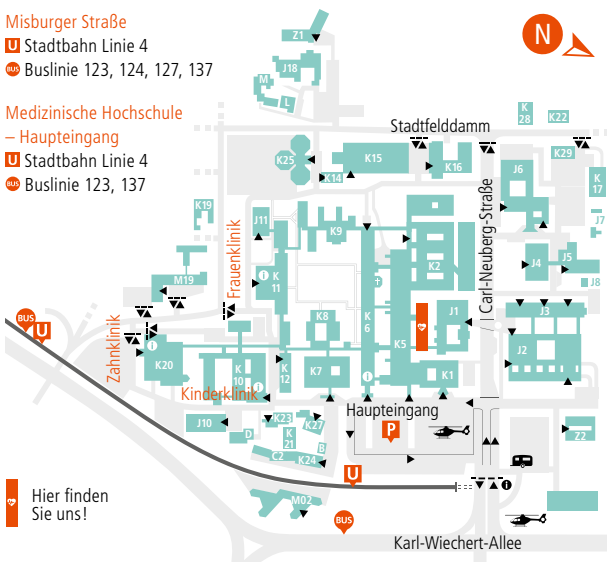 Misburger Straße
U Stadtbahn Linie 4
BUS Buslinie 123, 124, 127, 137
Medizinische Hochschule
– Haupteingang
U Stadtbahn Linie 4
BUS Buslinie 123, 137
N
Z1
J18
M
L
Stadtfelddamm
K
28
K22
K25
K15
K14
K16
K29
J6
K
17
K19
J11
K9
J7
Frauenklinik
Carl-Neuberg-Straße
M19
i
K
11
K2
J4
J5
J8
BUS
U
Zahnklinik
i
K20
K
10
i
Kinderklinik
K8
K
6
K5
J1
J3
J2
K
12
K7
i
K1
Haupteingang
P
J10
D
K23
K
21
K27
B
C2
K24
Z2
U
i
M02
BUS
Hier finden
Sie uns!
Karl-Wiechert-Allee